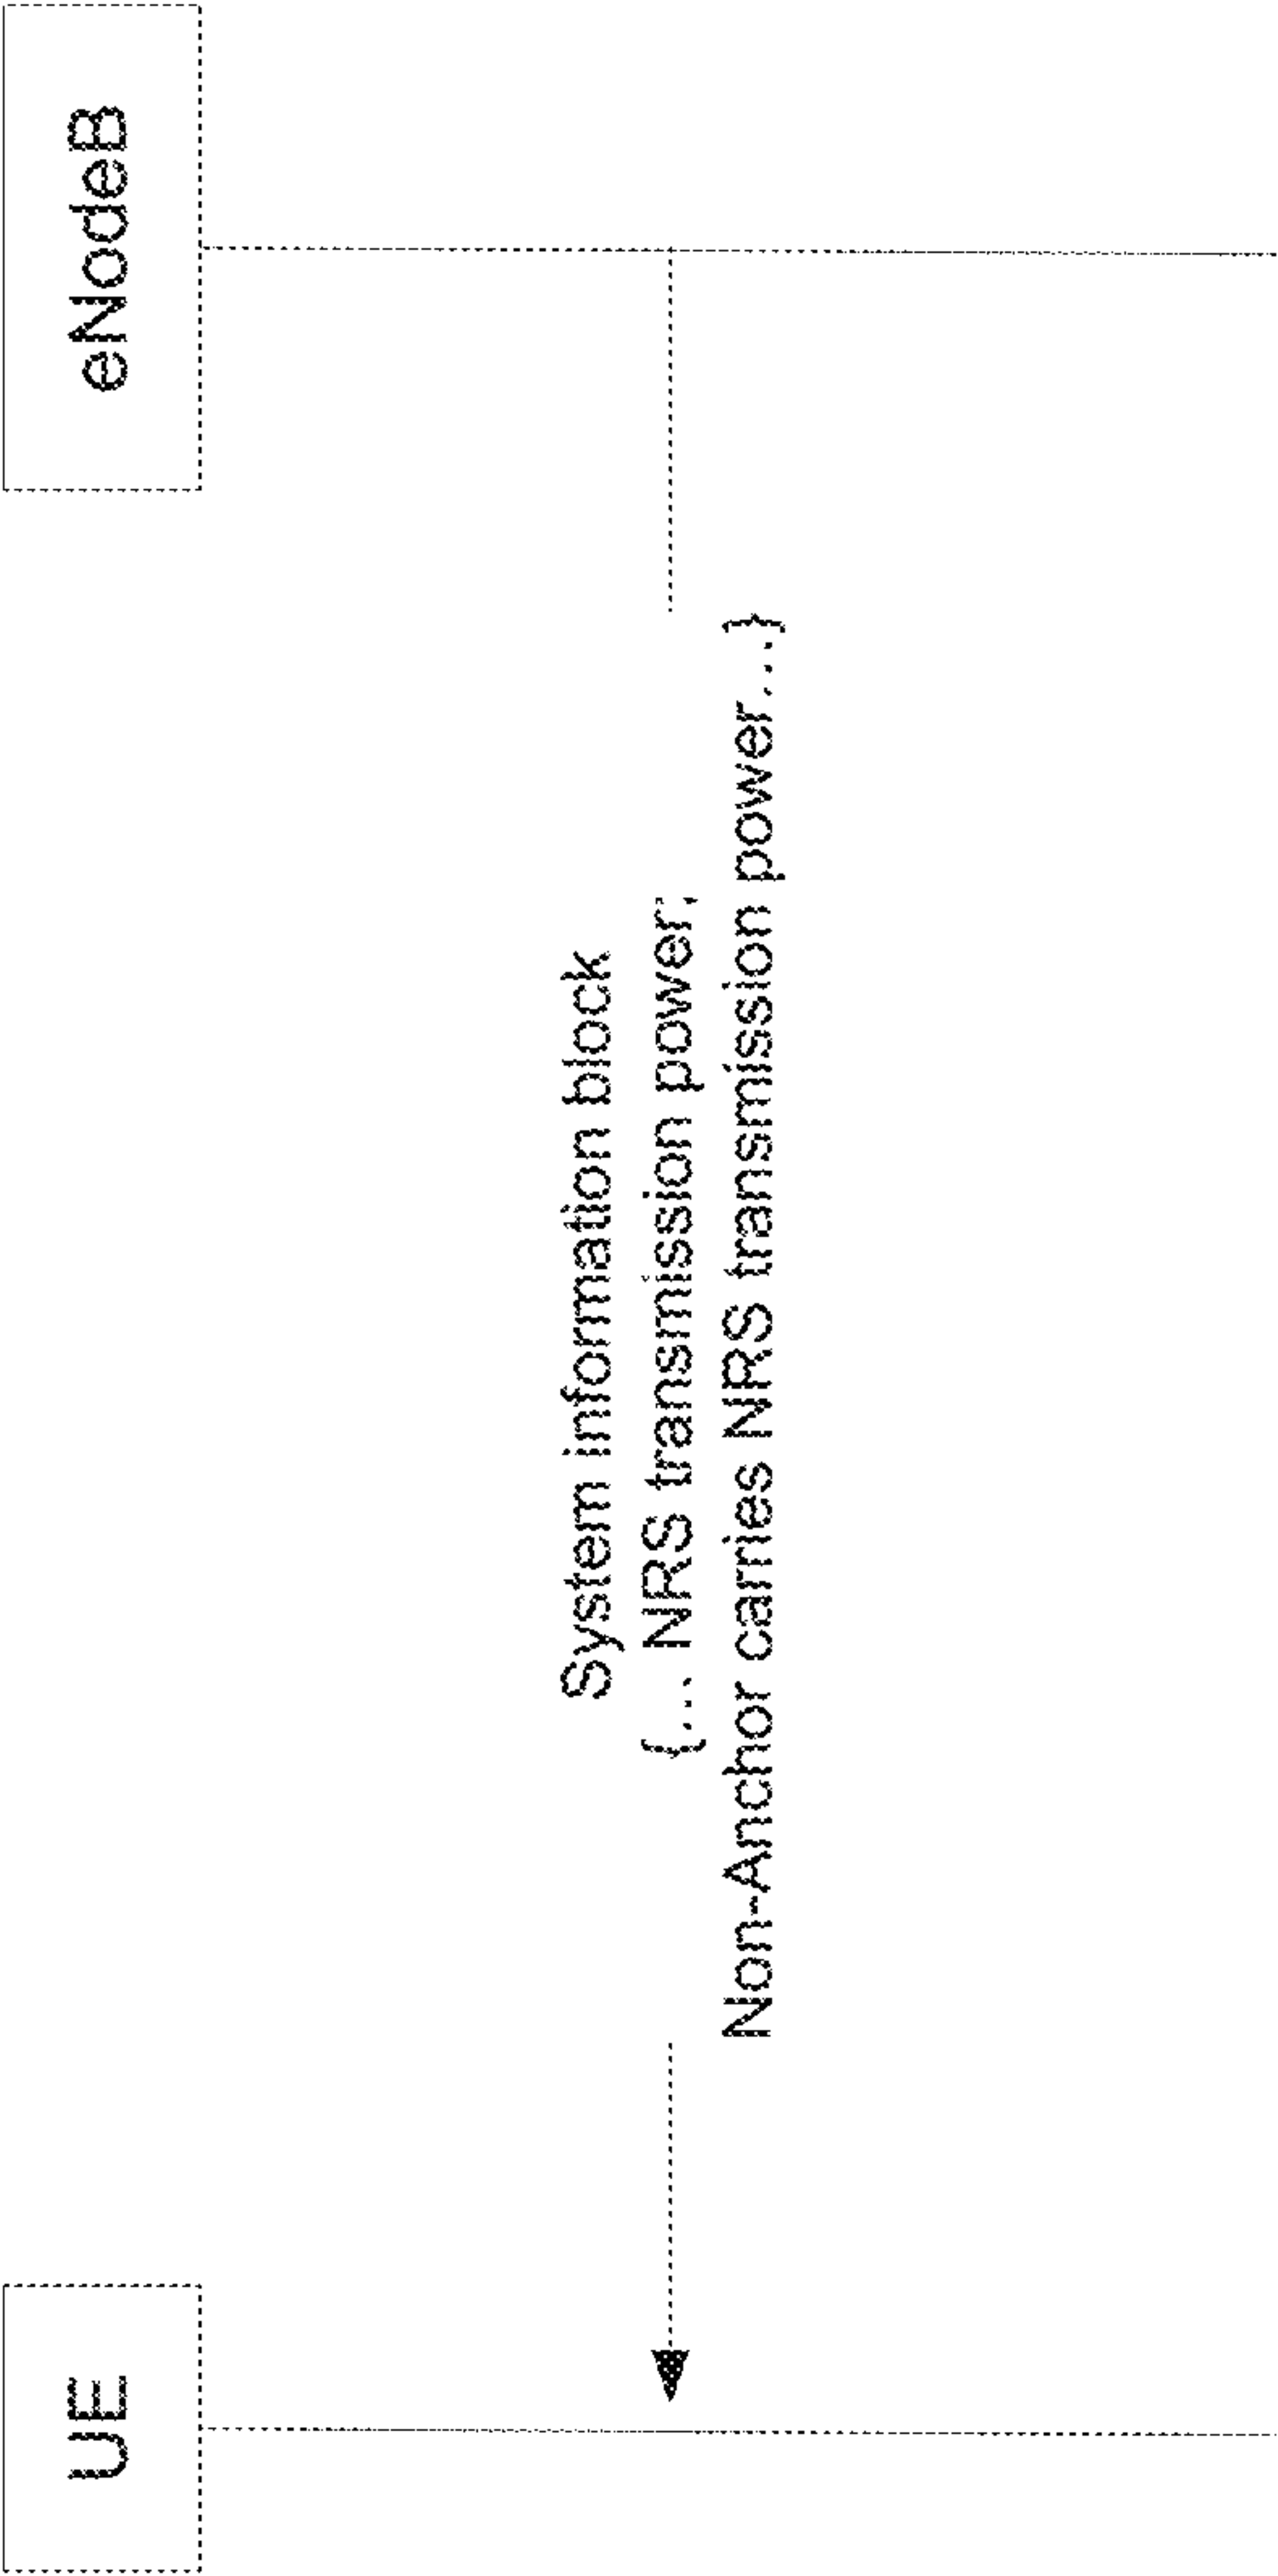 UE
eNodeB
System information block
{... NRS transmission power;
Non-Anchor carries NRS transmission power...}